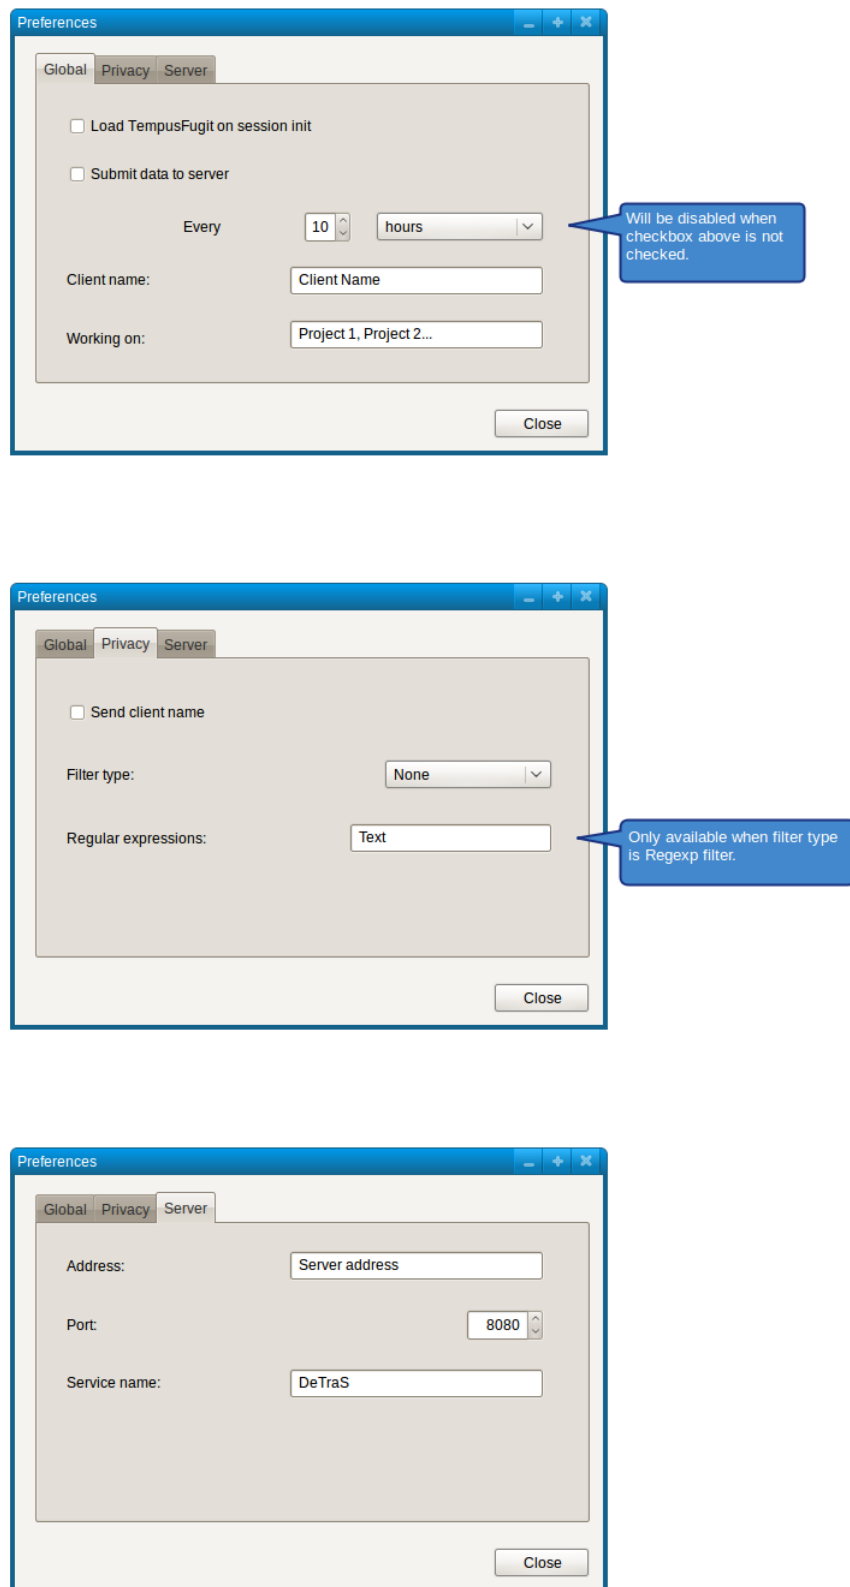 Preferences
Global Privacy Server
Load TempusFugit on session init
Submit data to server
Every 10 hours
Will be disabled when
checkbox above is not
checked.
Client name: Client Name
Working on: Project 1, Project 2...
Close
Preferences
Global Privacy Server
Send client name
Filter type: None
Regular expressions: Text
Only available when filter type
is Regexp filter.
Close
Preferences
Global Privacy Server
Address: Server address
Port: 8080
Service name: DeTraS
Close